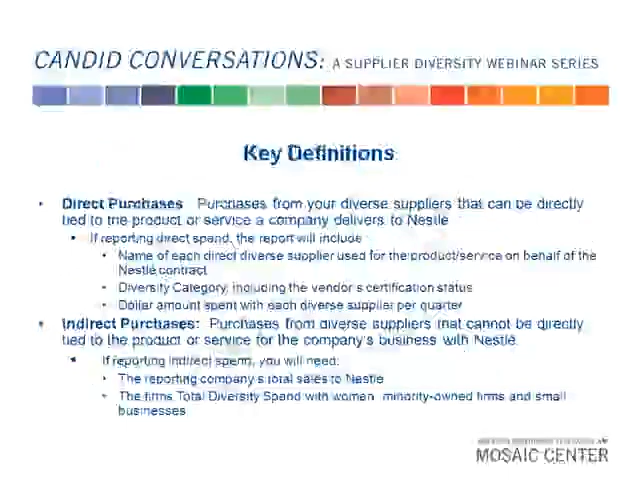 CANDID CONVERSATIONS: A SUPPLIER DIVERSITY WEBINAR SERIES
Key Definitions
• Direct Purchases Purchases from your diverse suppliers that can be directly
tied to the product or service a company delivers to Nestlé
• If reporting direct spend, the report will include
• Name of each direct diverse supplier used for the product/service on behalf of the
Nestlé contract
• Diversity Category, including the vendor's certification status
• Dollar amount spent with each diverse supplier per quarter
• Indirect Purchases: Purchases from diverse suppliers that cannot be directly
tied to the product or service for the company's business with Nestlé
• If reporting indirect spend, you will need:
• The reporting company's total sales to Nestlé
• The firms Total Diversity Spend with women minority-owned firms and small
businesses
MOSAIC CENTER